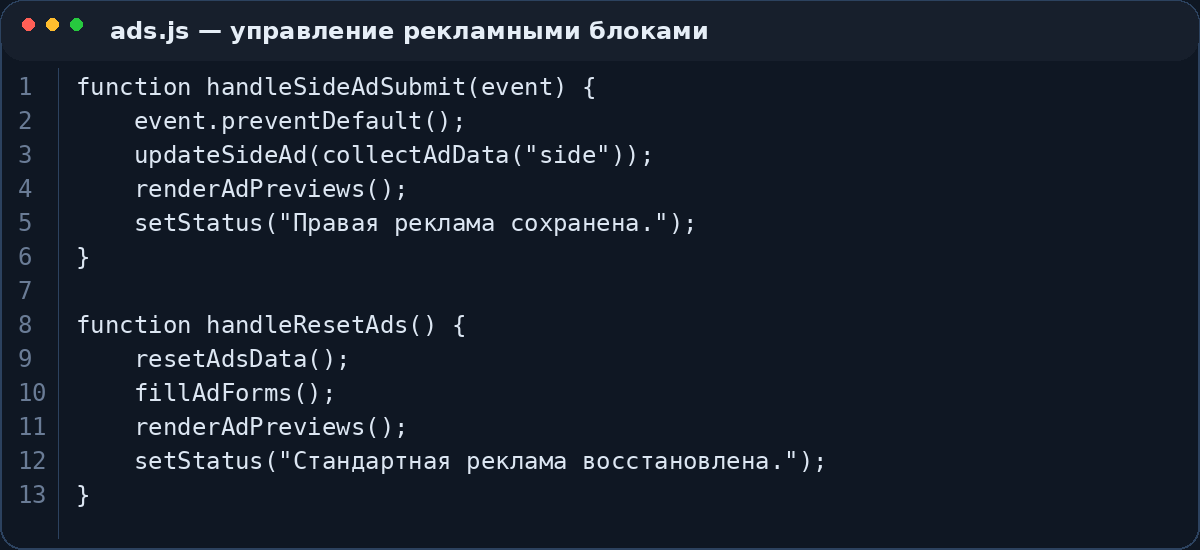 ads.js — управление рекламными блоками
1 function handleSideAdSubmit(event) {
2     event.preventDefault();
3     updateSideAd(collectAdData("side"));
4     renderAdPreviews();
5     setStatus("Правая реклама сохранена.");
6 }
7
8 function handleResetAds() {
9     resetAdsData();
10     fillAdForms();
11     renderAdPreviews();
12     setStatus("Стандартная реклама восстановлена.");
13 }